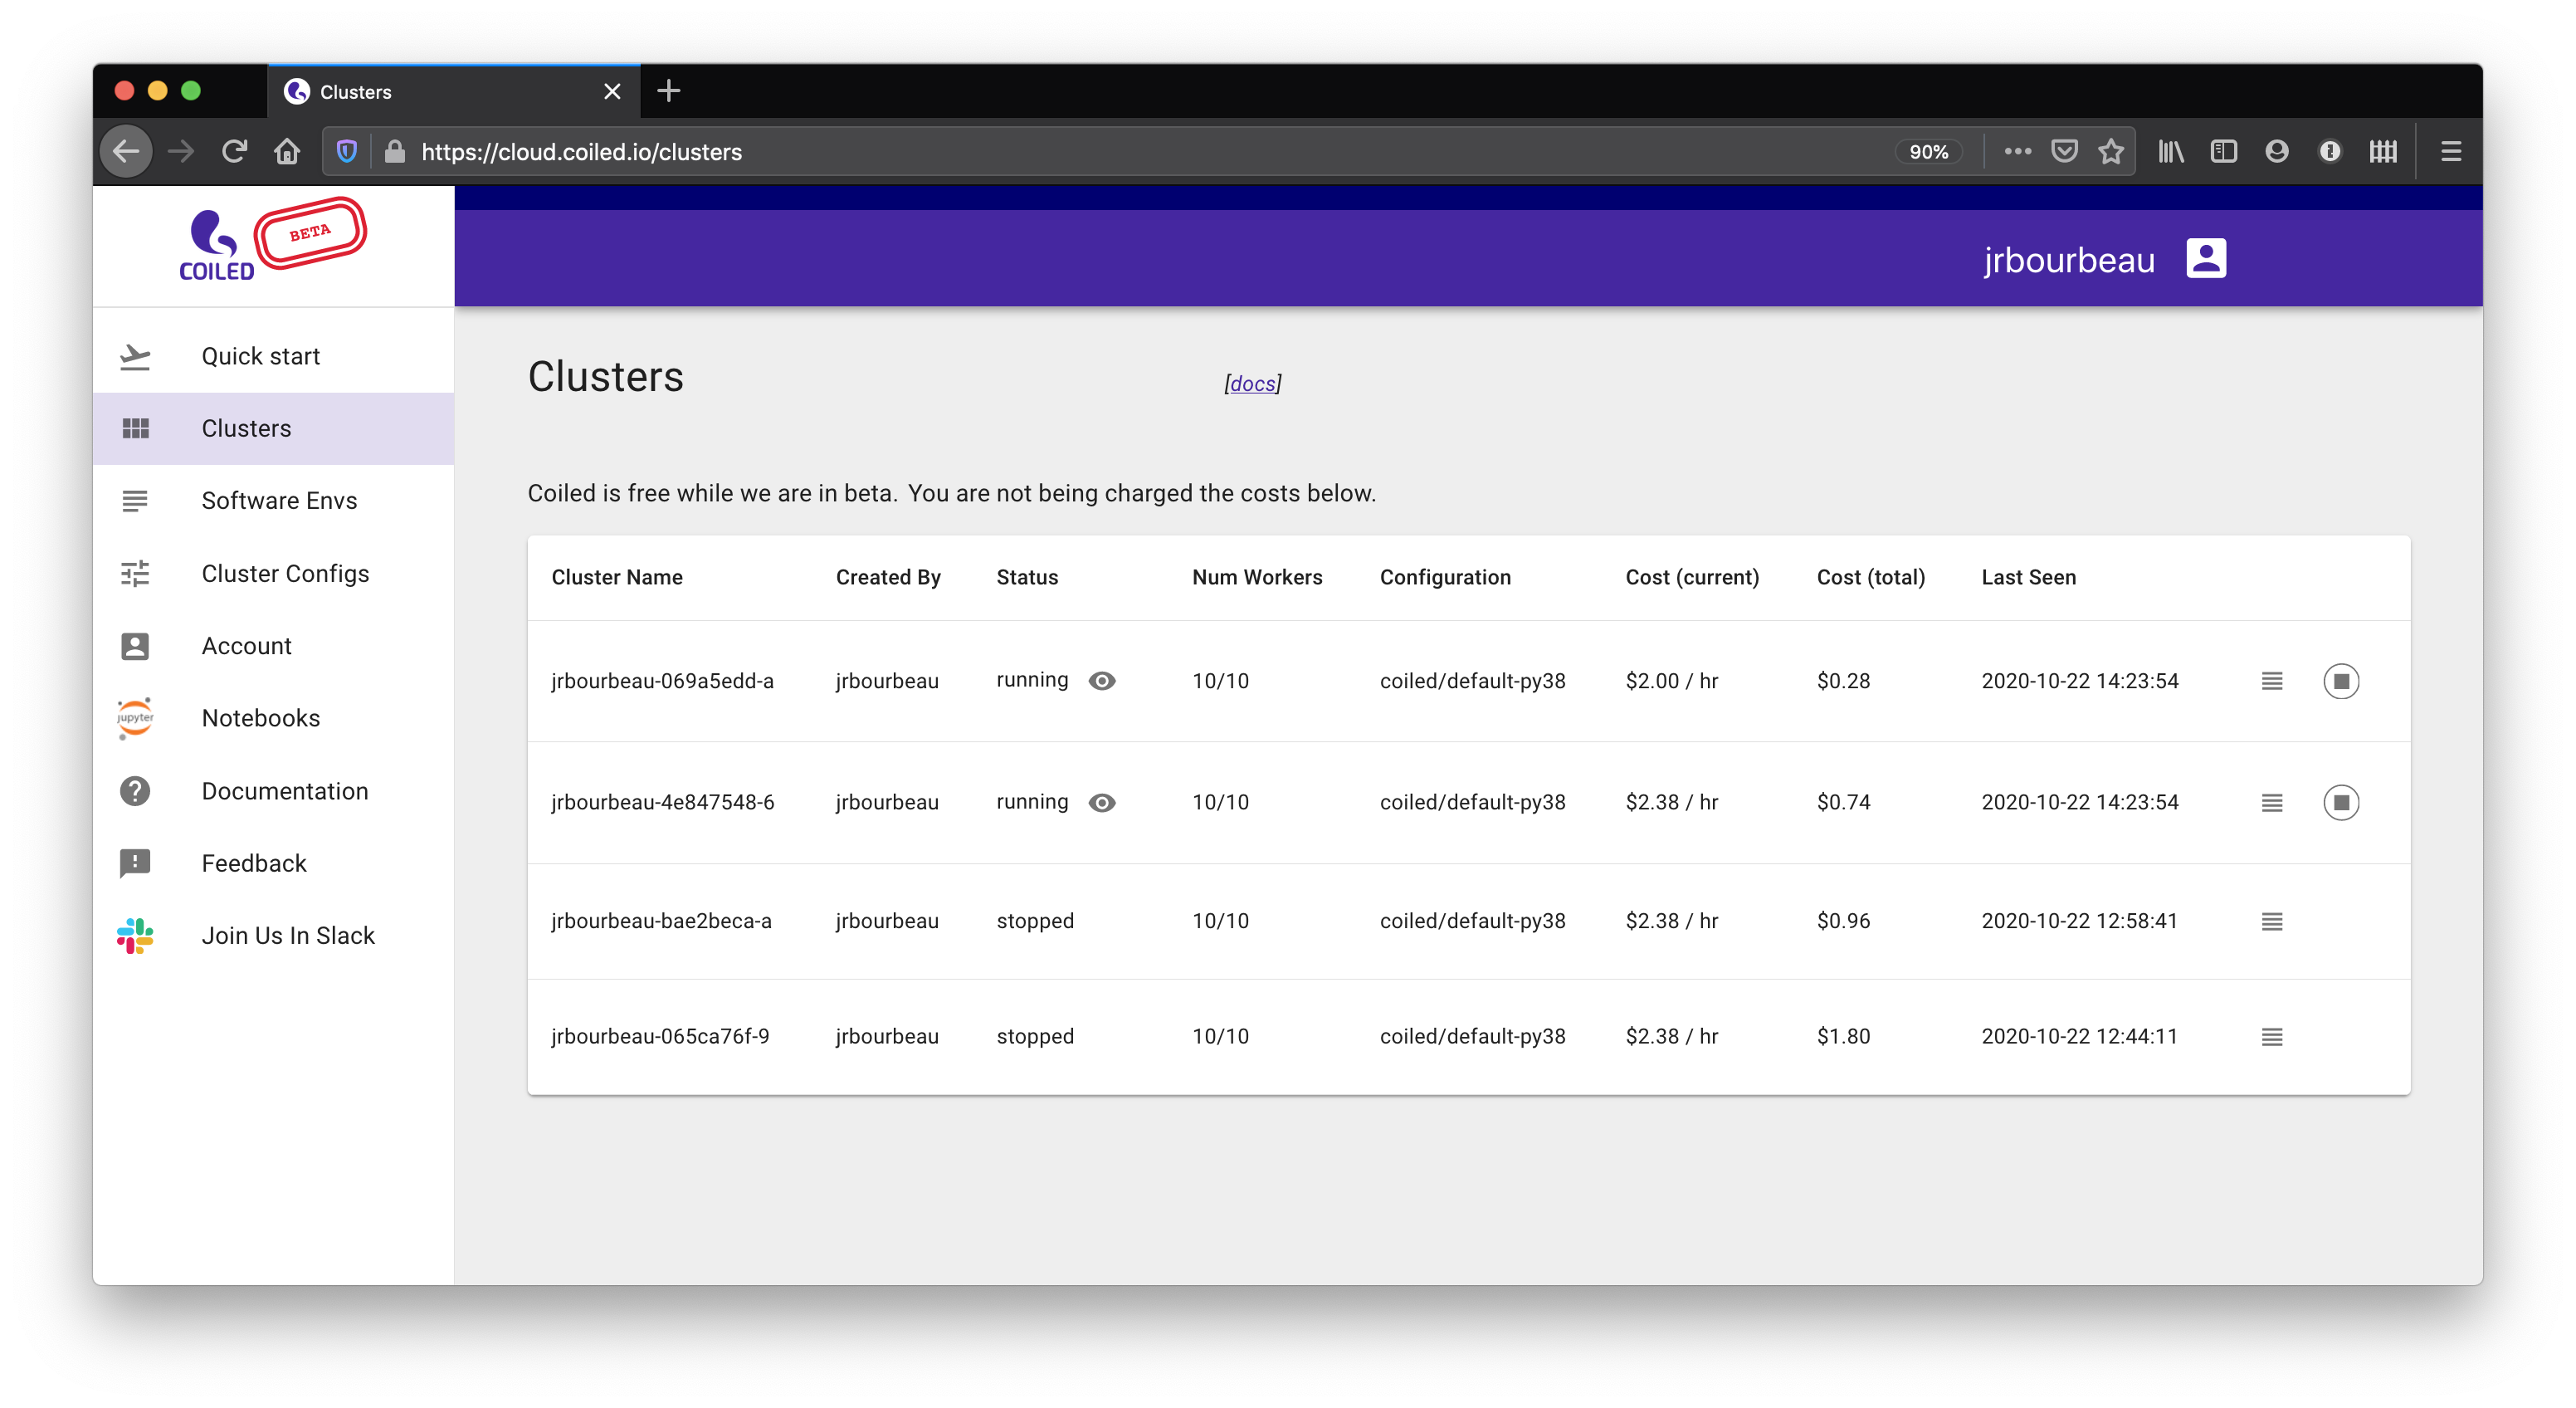 Clusters
https://cloud.coiled.io/clusters
90%
COILED
BETA
jrbourbeau
Quick start
Clusters
Software Envs
Cluster Configs
Account
jupyter
Notebooks
Documentation
Feedback
Join Us In Slack
Clusters
[docs]
Coiled is free while we are in beta. You are not being charged the costs below.
Cluster Name Created By Status Num Workers Configuration Cost (current) Cost (total) Last Seen
jrbourbeau-069a5edd-a jrbourbeau running 10/10 coiled/default-py38 $2.00 / hr $0.28 2020-10-22 14:23:54
jrbourbeau-4e847548-6 jrbourbeau running 10/10 coiled/default-py38 $2.38 / hr $0.74 2020-10-22 14:23:54
jrbourbeau-bae2beca-a jrbourbeau stopped 10/10 coiled/default-py38 $2.38 / hr $0.96 2020-10-22 12:58:41
jrbourbeau-065ca76f-9 jrbourbeau stopped 10/10 coiled/default-py38 $2.38 / hr $1.80 2020-10-22 12:44:11